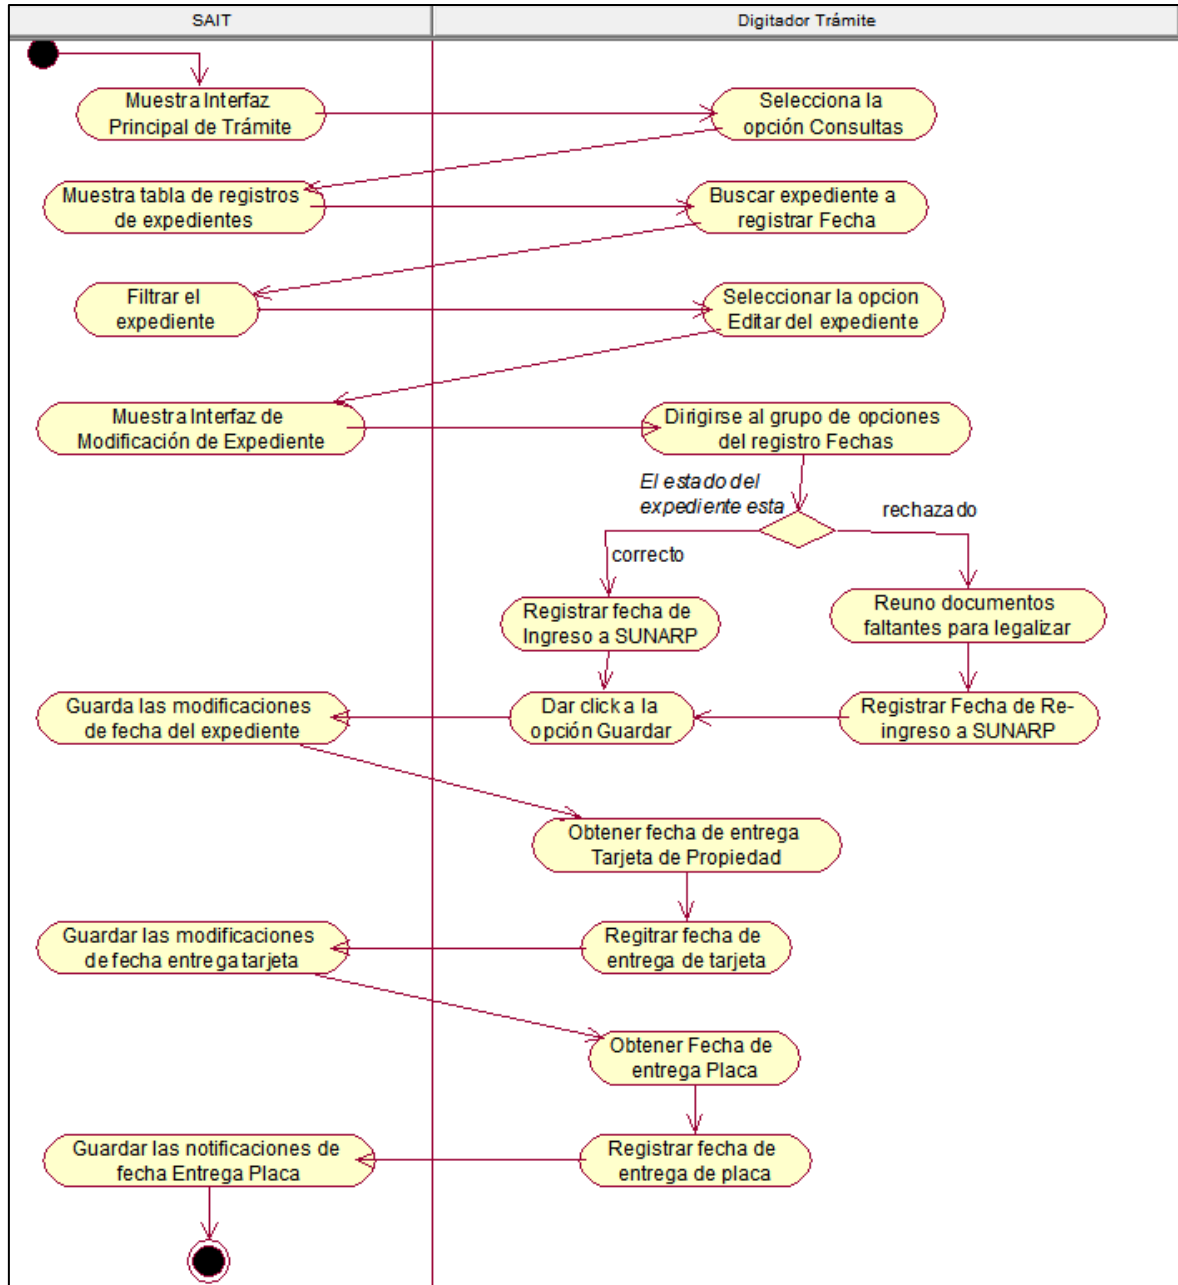 SAIT
Digitador Trámite
Muestra Interfaz
Principal de Trámite
Selecciona la
opción Consultas
Muestra tabla de registros
de expedientes
Buscar expediente a
registrar Fecha
Filtrar el
expediente
Seleccionar la opcion
Editar del expediente
Muestra Interfaz de
Modificación de Expediente
Dirigirse al grupo de opciones
del registro Fechas
El estado del
expediente esta
rechazado
correcto
Registrar fecha de
Ingreso a SUNARP
Reuno documentos
faltantes para legalizar
Guarda las modificaciones
de fecha del expediente
Dar click a la
opción Guardar
Registrar Fecha de Re-
ingreso a SUNARP
Obtener fecha de entrega
Tarjeta de Propiedad
Guardar las modificaciones
de fecha entrega tarjeta
Regitrar fecha de
entrega de tarjeta
Obtener Fecha de
entrega Placa
Guardar las notificaciones de
fecha Entrega Placa
Registrar fecha de
entrega de placa